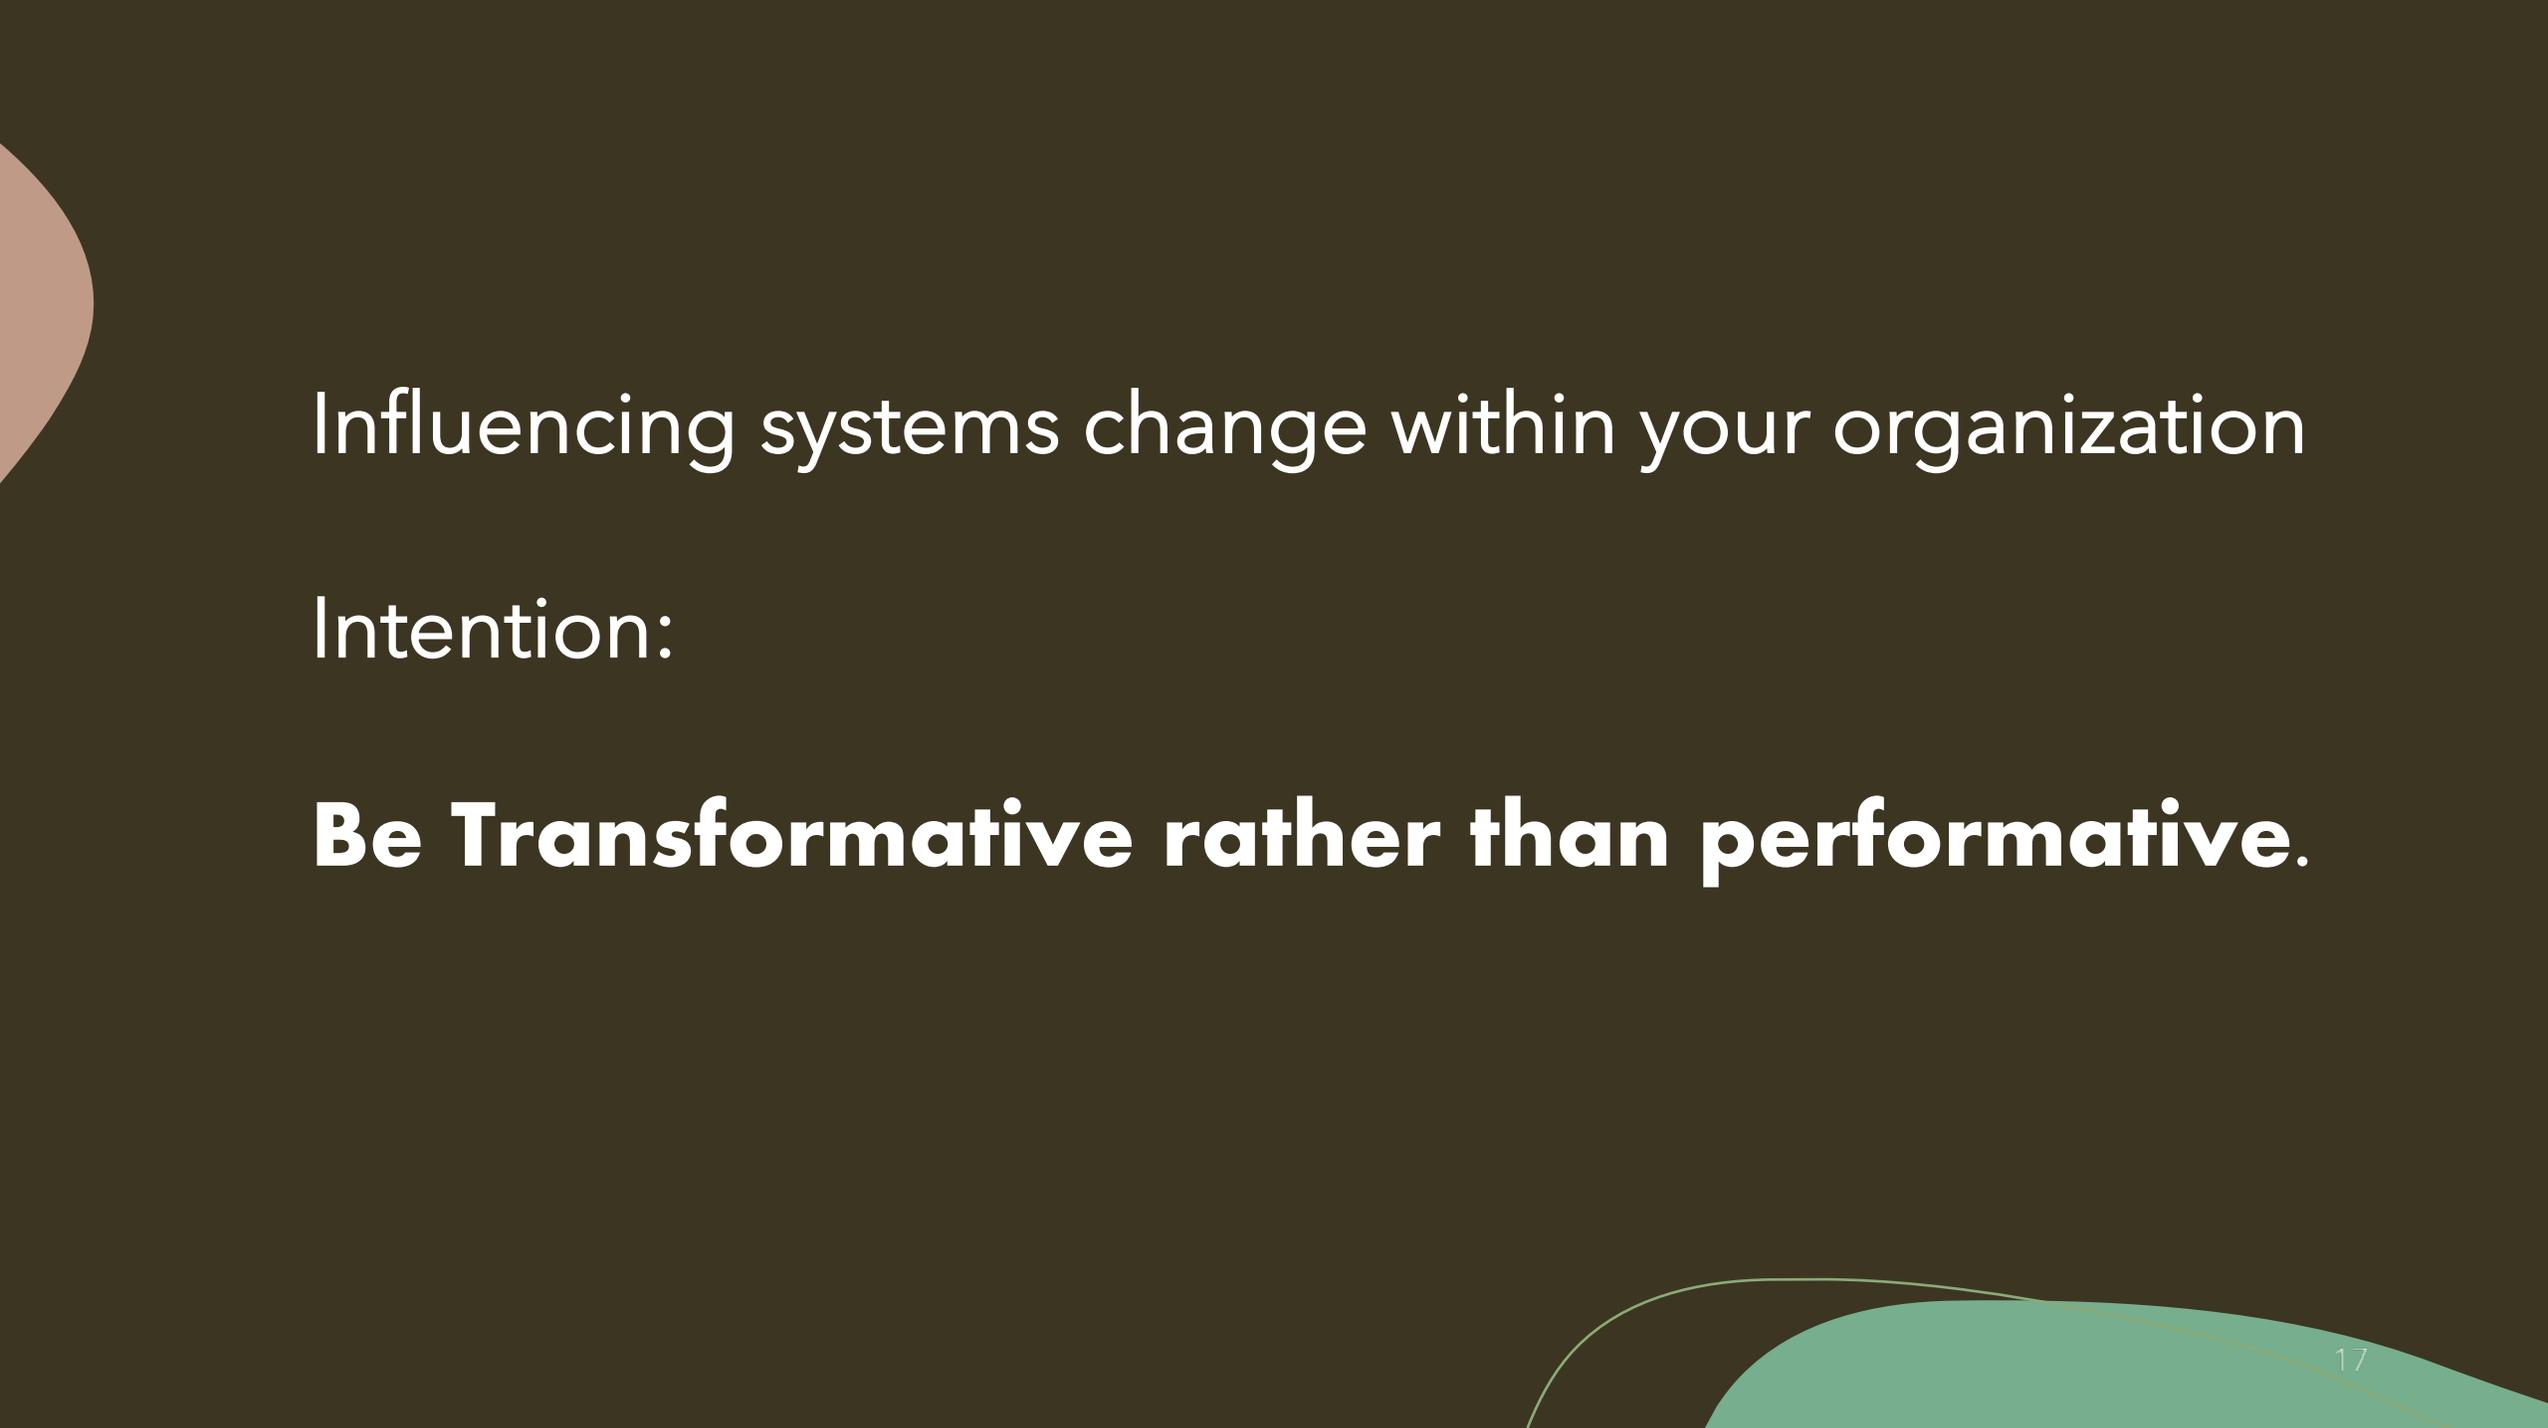 Influencing systems change within your organization
Intention:
Be Transformative rather than performative.
17